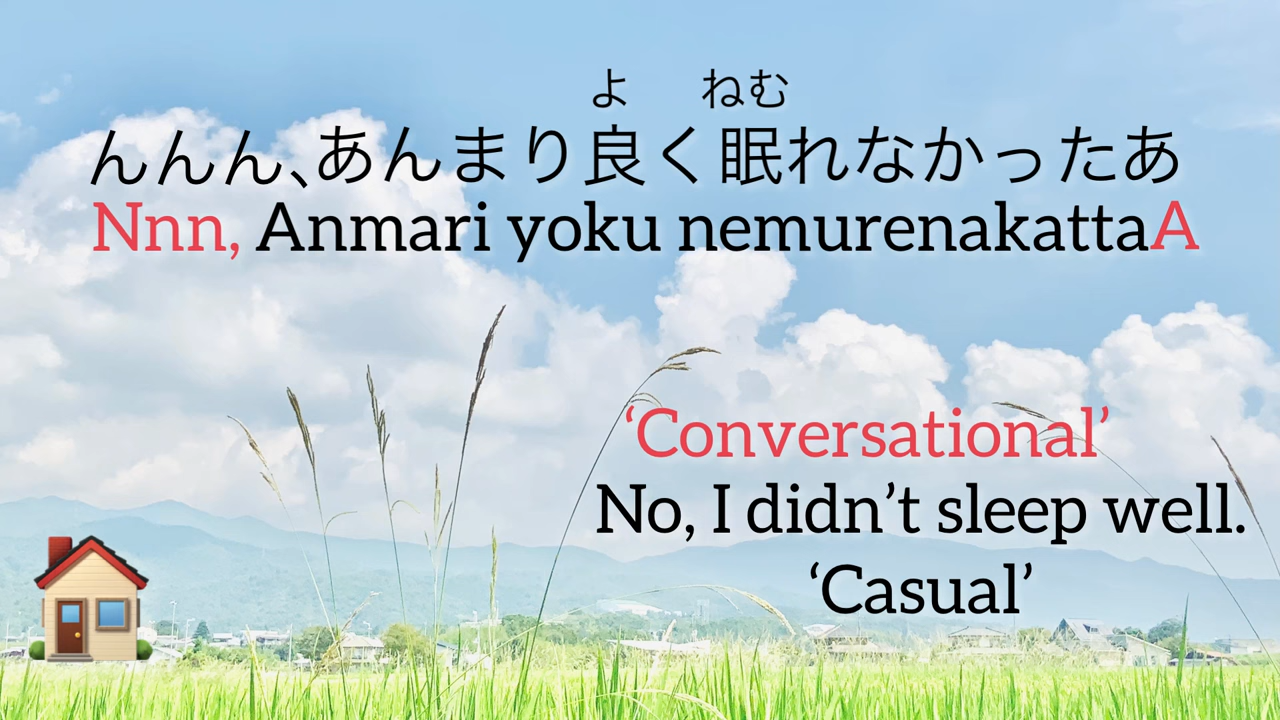 よ ねむ
んんん、あんまり良く眠れなかったあ
Nnn, Anmari yoku nemurenakattaA
‘Conversational’
No, I didn’t sleep well.
‘Casual’